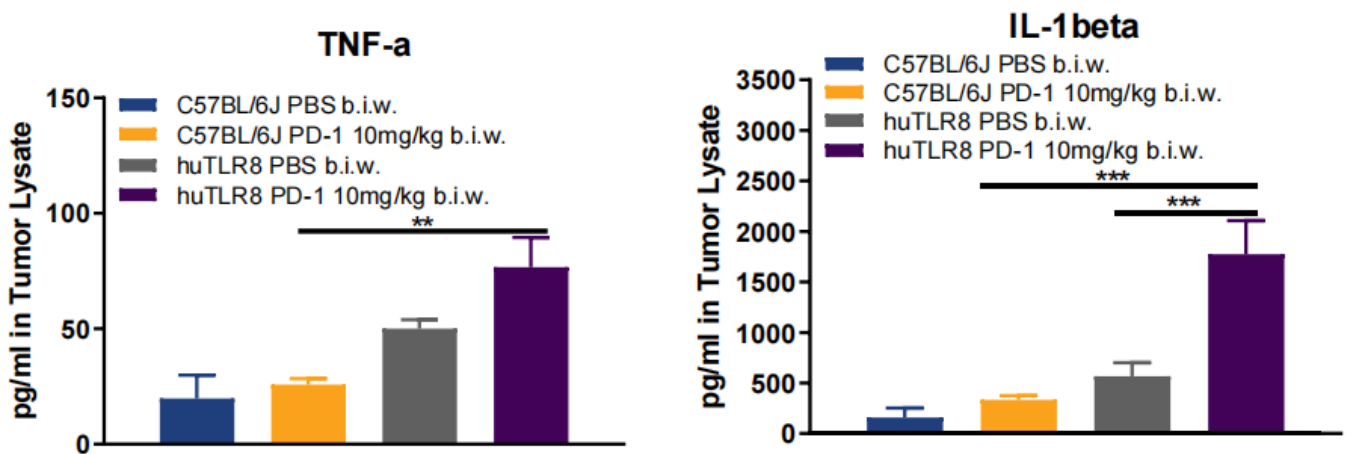 TNF-a
pg/ml in Tumor Lysate
150
100
50
0
C57BL/6J PBS b.i.w.
C57BL/6J PD-1 10mg/kg b.i.w.
huTLR8 PBS b.i.w.
huTLR8 PD-1 10mg/kg b.i.w.
**
IL-1beta
pg/ml in Tumor Lysate
3500
3000
2500
2000
1500
1000
500
0
C57BL/6J PBS b.i.w.
C57BL/6J PD-1 10mg/kg b.i.w.
huTLR8 PBS b.i.w.
huTLR8 PD-1 10mg/kg b.i.w.
***
***